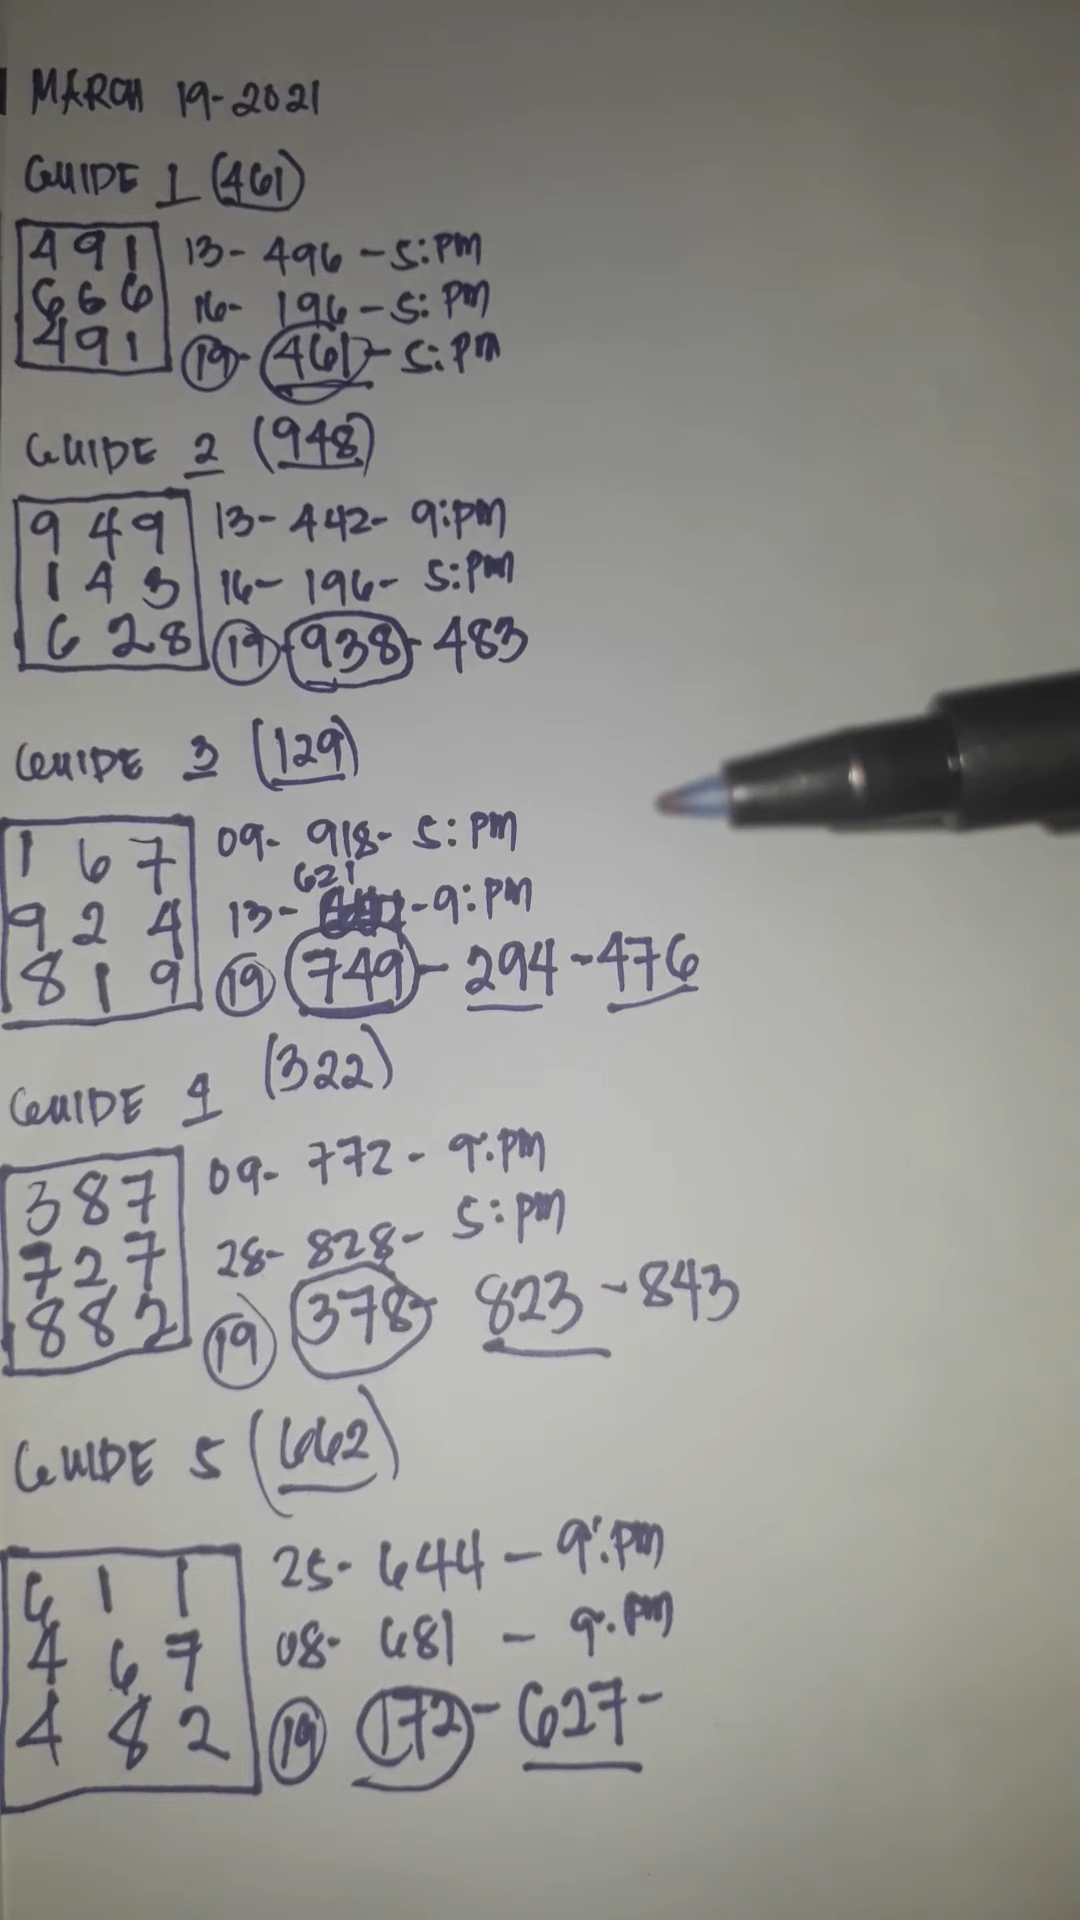 MARCH 19-2021
GUIDE 1 (461)
4 9 1 13- 496 - 5:PM
6 6 6 16- 196 - 5: PM
4 9 1 19- 461 - 5:PM
GUIDE 2 (948)
9 4 9 13- 442- 9:PM
1 4 3 16- 196- 5:PM
6 2 8 19 - 938 - 483
GUIDE 3 (129)
1 6 7 09- 918- 5:PM
621
9 2 4 13- - 9:PM
8 1 9 19 749 - 294 - 476
GUIDE 4 (322)
3 8 7 09- 772- 9:PM
7 2 7 28- 828- 5:PM
8 8 2 19 378 - 823 - 843
GUIDE 5 (662)
6 1 1 25- 644 - 9:PM
4 6 7 08- 681 - 9:PM
4 8 2 19 172 - 627 -